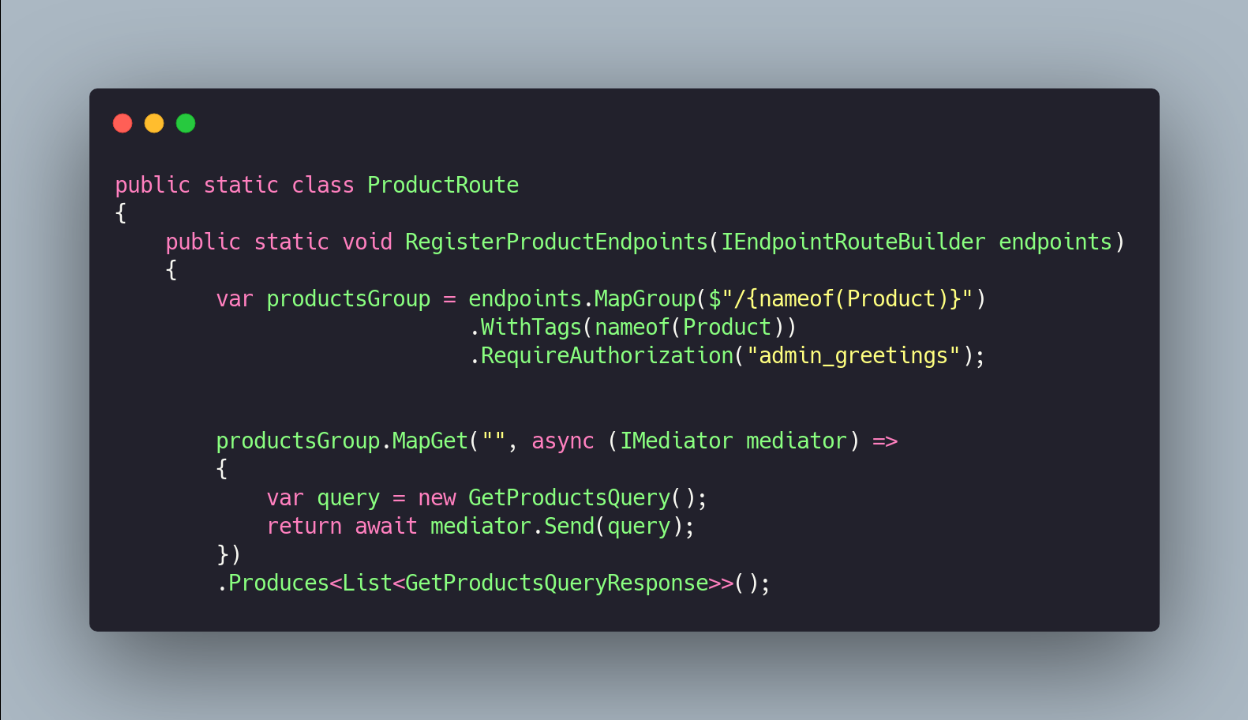 public static class ProductRoute
{
    public static void RegisterProductEndpoints(IEndpointRouteBuilder endpoints)
    {
        var productsGroup = endpoints.MapGroup($"/{nameof(Product)}")
                            .WithTags(nameof(Product))
                            .RequireAuthorization("admin_greetings");
        productsGroup.MapGet("", async (IMediator mediator) =>
        {
            var query = new GetProductsQuery();
            return await mediator.Send(query);
        })
        .Produces<List<GetProductsQueryResponse>>();